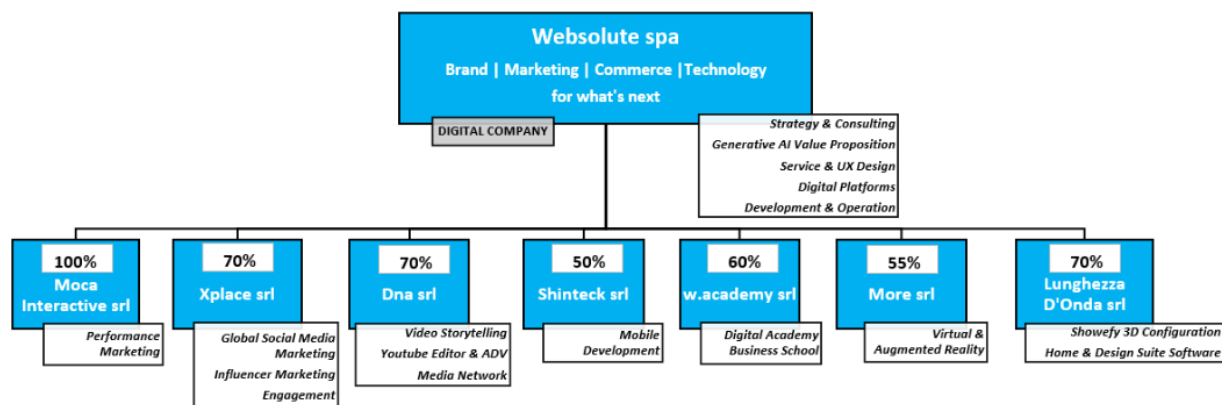 Websolute spa
Brand | Marketing | Commerce |Technology
for what's next
DIGITAL COMPANY
Strategy & Consulting
Generative AI Value Proposition
Service & UX Design
Digital Platforms
Development & Operation
100%
Moca
Interactive srl
Performance
Marketing
70%
Xplace srl
Global Social Media
Marketing
Influencer Marketing
Engagement
70%
Dna srl
Video Storytelling
Youtube Editor & ADV
Media Network
50%
Shinteck srl
Mobile
Development
60%
w.academy srl
Digital Academy
Business School
55%
More srl
Virtual &
Augmented Reality
70%
Lunghezza
D'Onda srl
Showefy 3D Configuration
Home & Design Suite Software